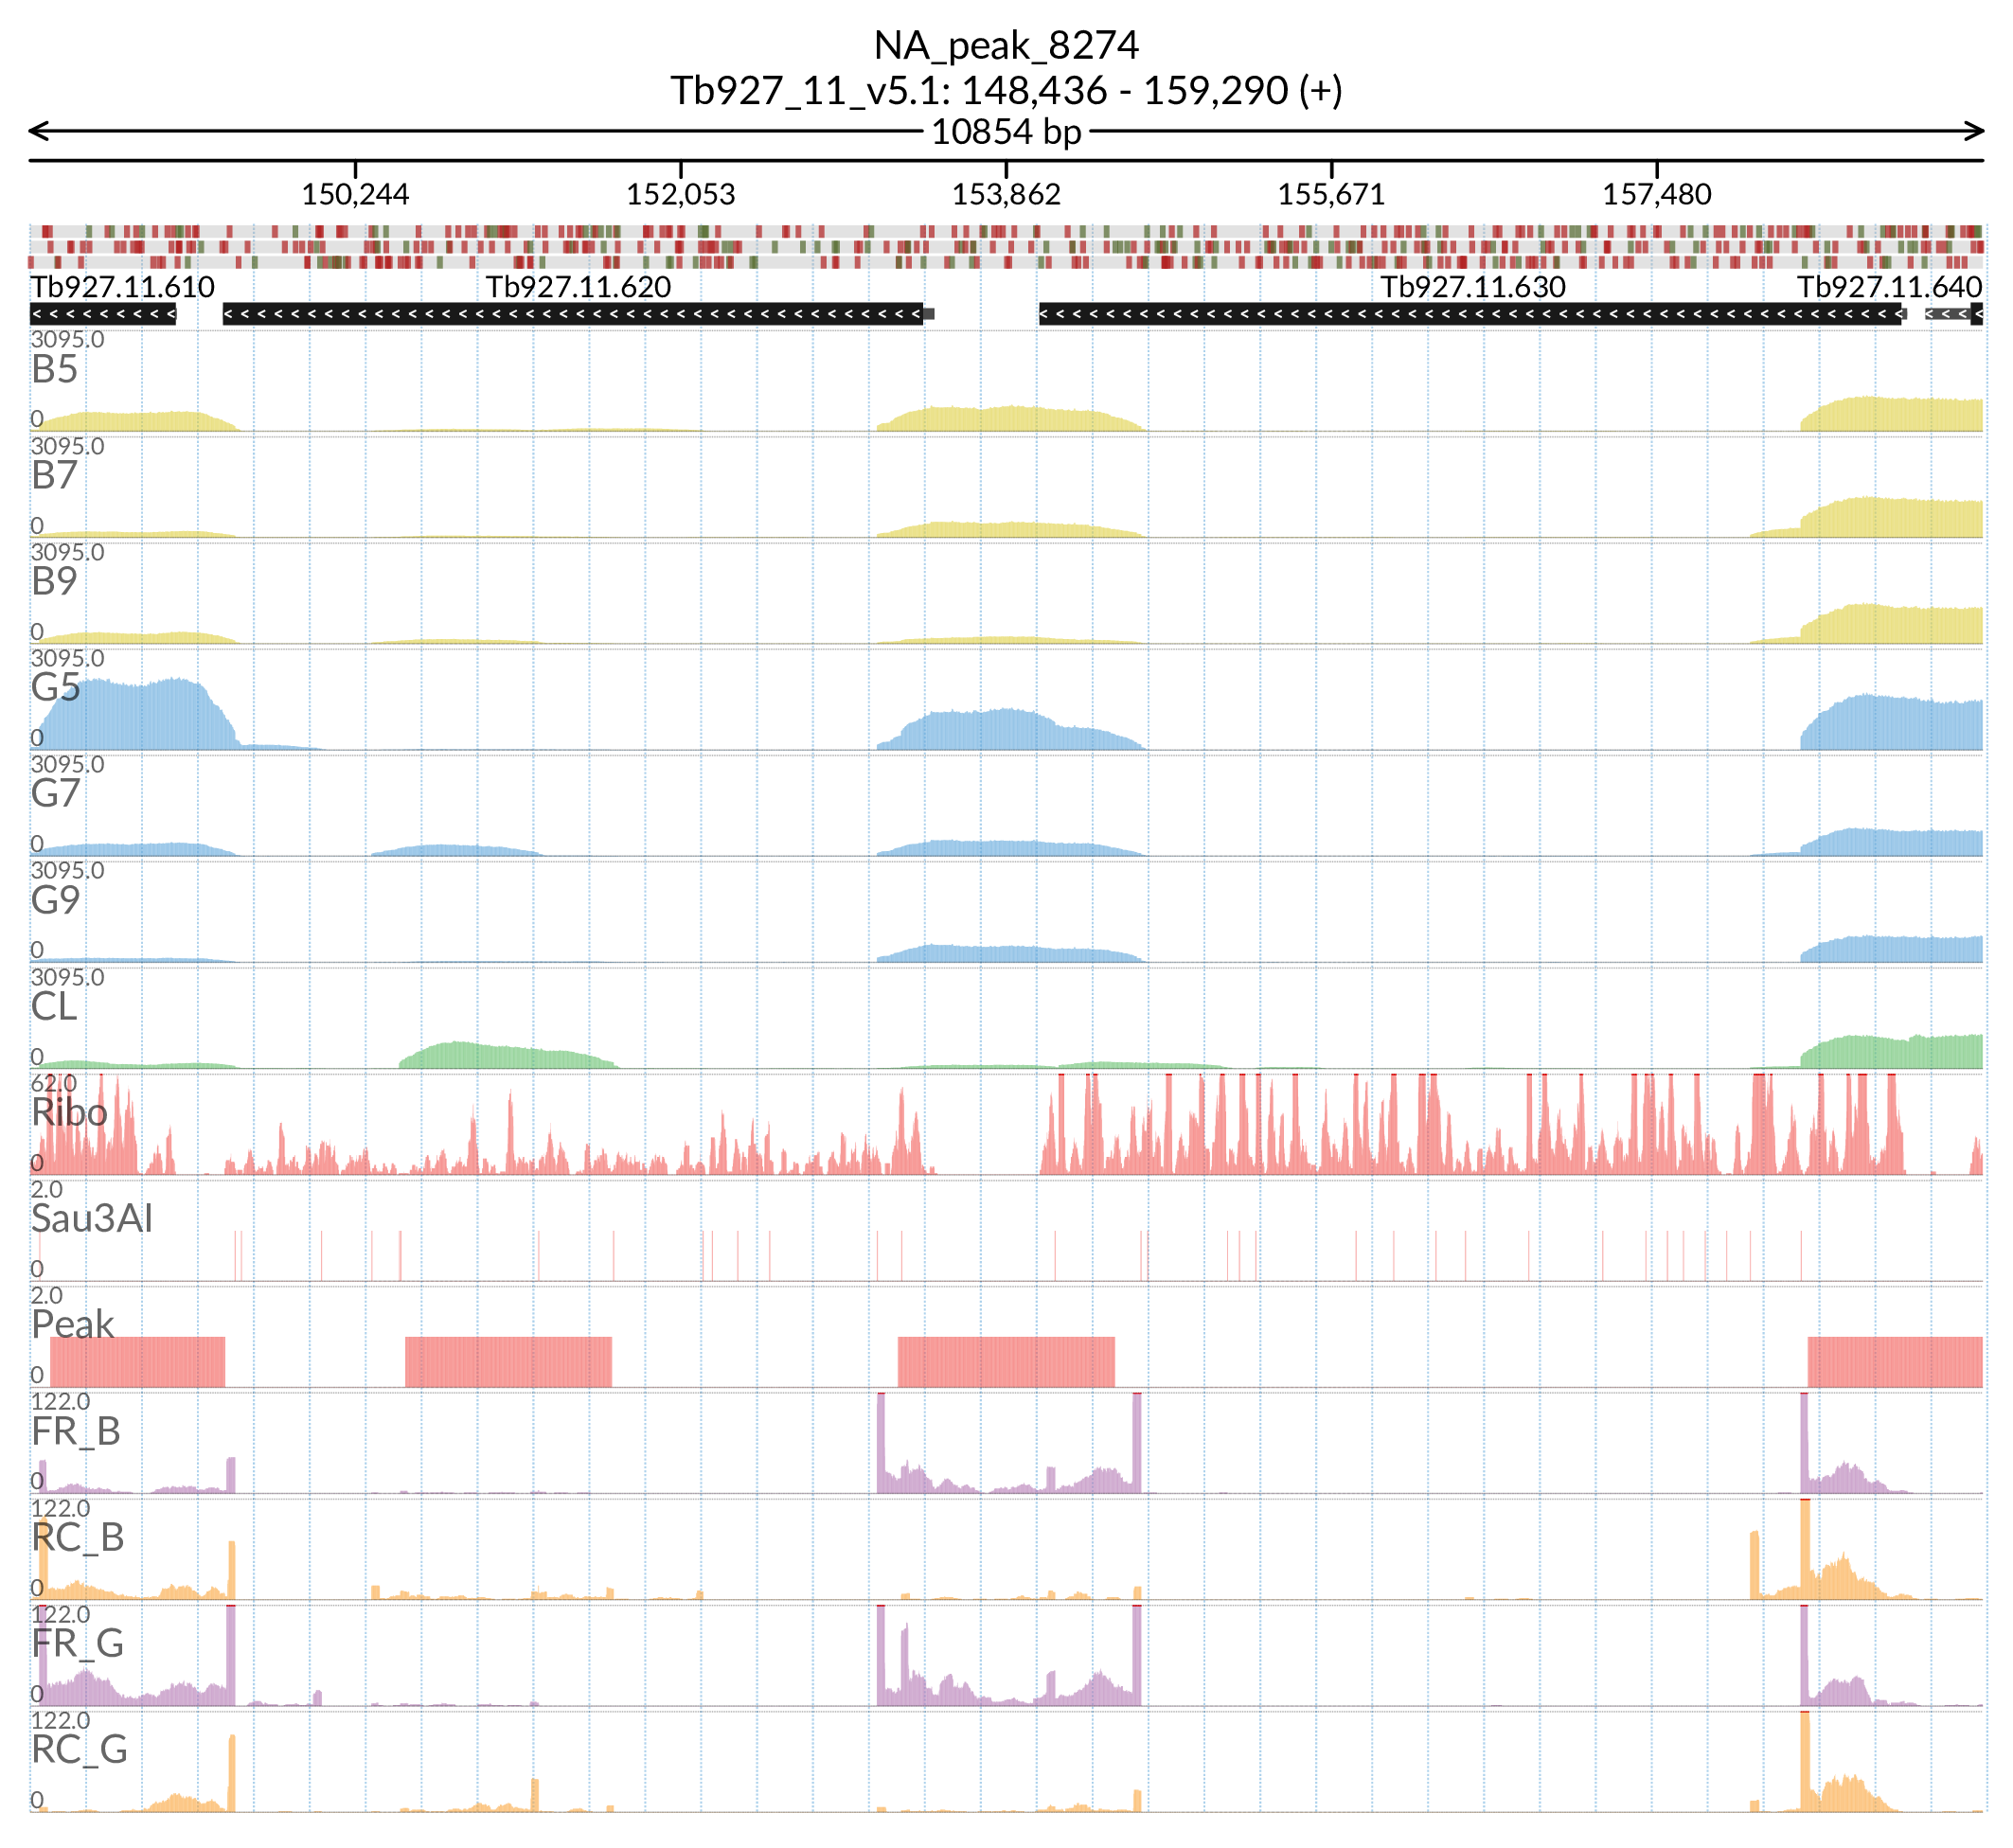 NA_peak_8274
Tb927_11_v5.1: 148,436 - 159,290 (+)
10854 bp
150,244 152,053 153,862 155,671 157,480
Tb927.11.610 Tb927.11.620 Tb927.11.630 Tb927.11.640
3095.0
B5
0
3095.0
B7
0
3095.0
B9
0
3095.0
G5
0
3095.0
G7
0
3095.0
G9
0
3095.0
CL
0
62.0
Ribo
0
2.0
Sau3AI
0
2.0
Peak
0
122.0
FR_B
0
122.0
RC_B
0
122.0
FR_G
0
122.0
RC_G
0